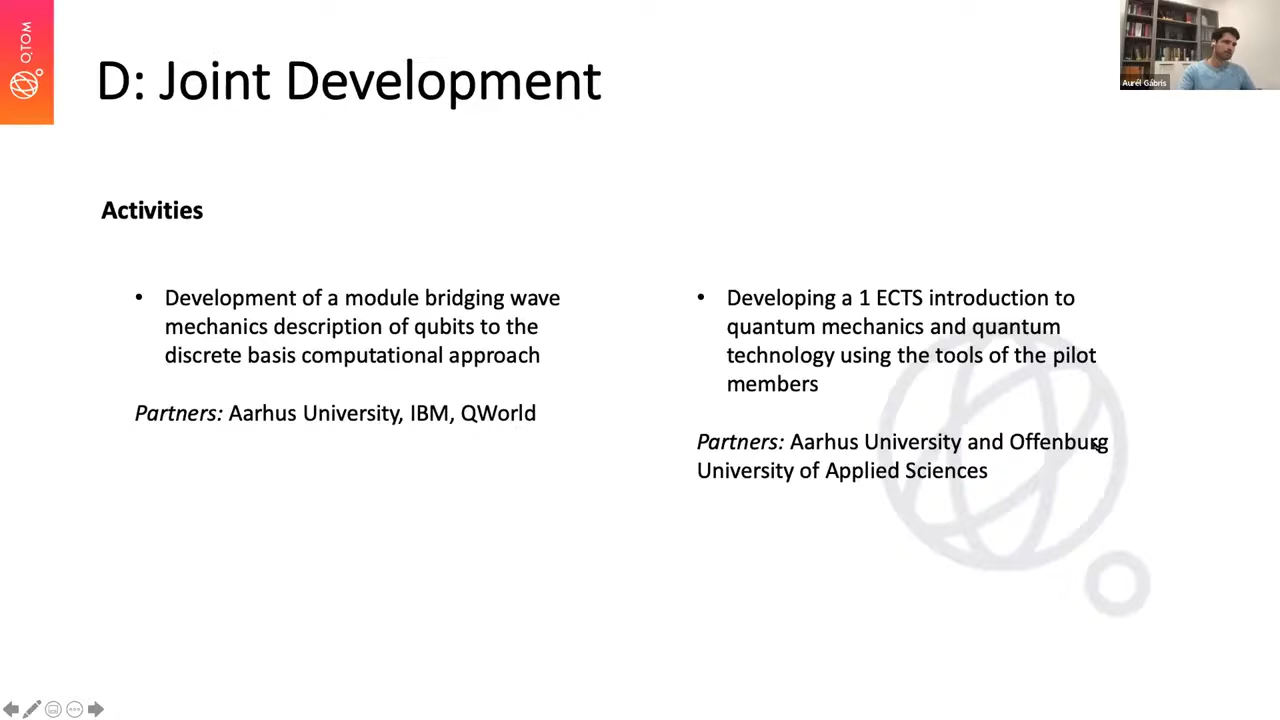 QTOM
D: Joint Development
Aurél Gábris
Activities
• Development of a module bridging wave
mechanics description of qubits to the
discrete basis computational approach
Partners: Aarhus University, IBM, QWorld
• Developing a 1 ECTS introduction to
quantum mechanics and quantum
technology using the tools of the pilot
members
Partners: Aarhus University and Offenburg
University of Applied Sciences